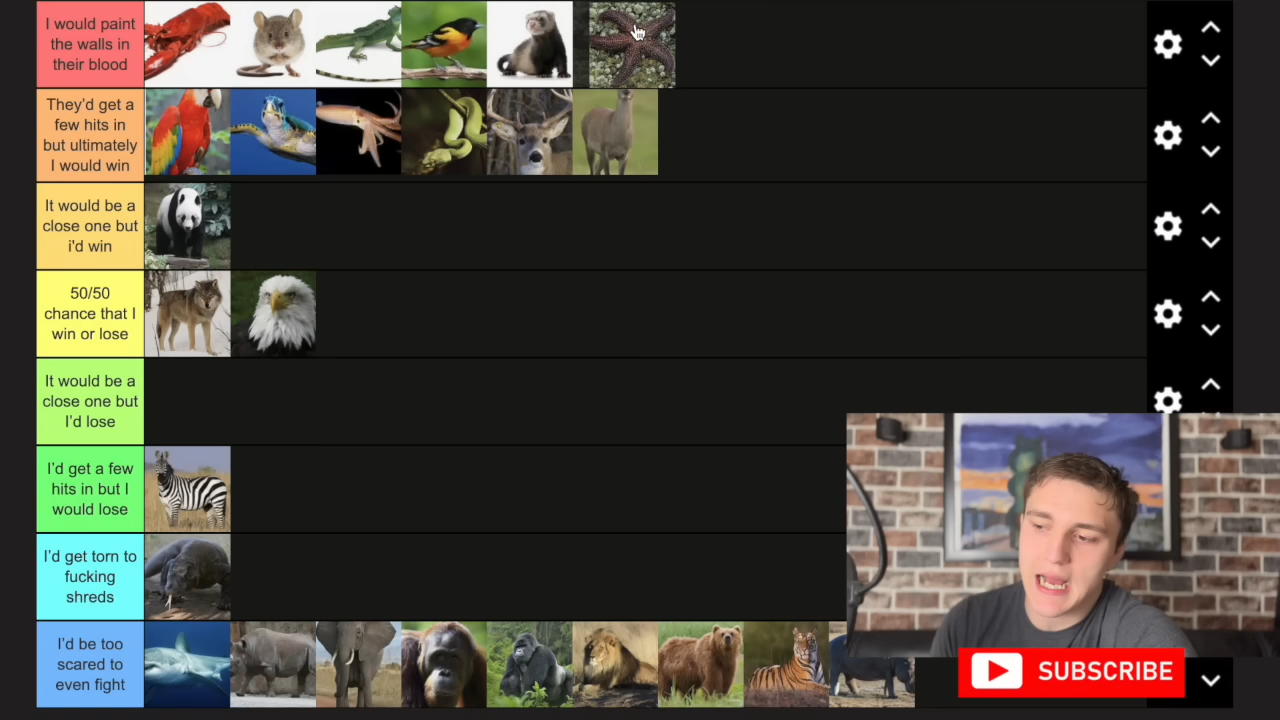 I would paint
the walls in
their blood
They'd get a
few hits in
but ultimately
I would win
It would be a
close one but
i'd win
50/50
chance that I
win or lose
It would be a
close one but
I'd lose
I'd get a few
hits in but I
would lose
I'd get torn to
fucking
shreds
I'd be too
scared to
even fight
SUBSCRIBE